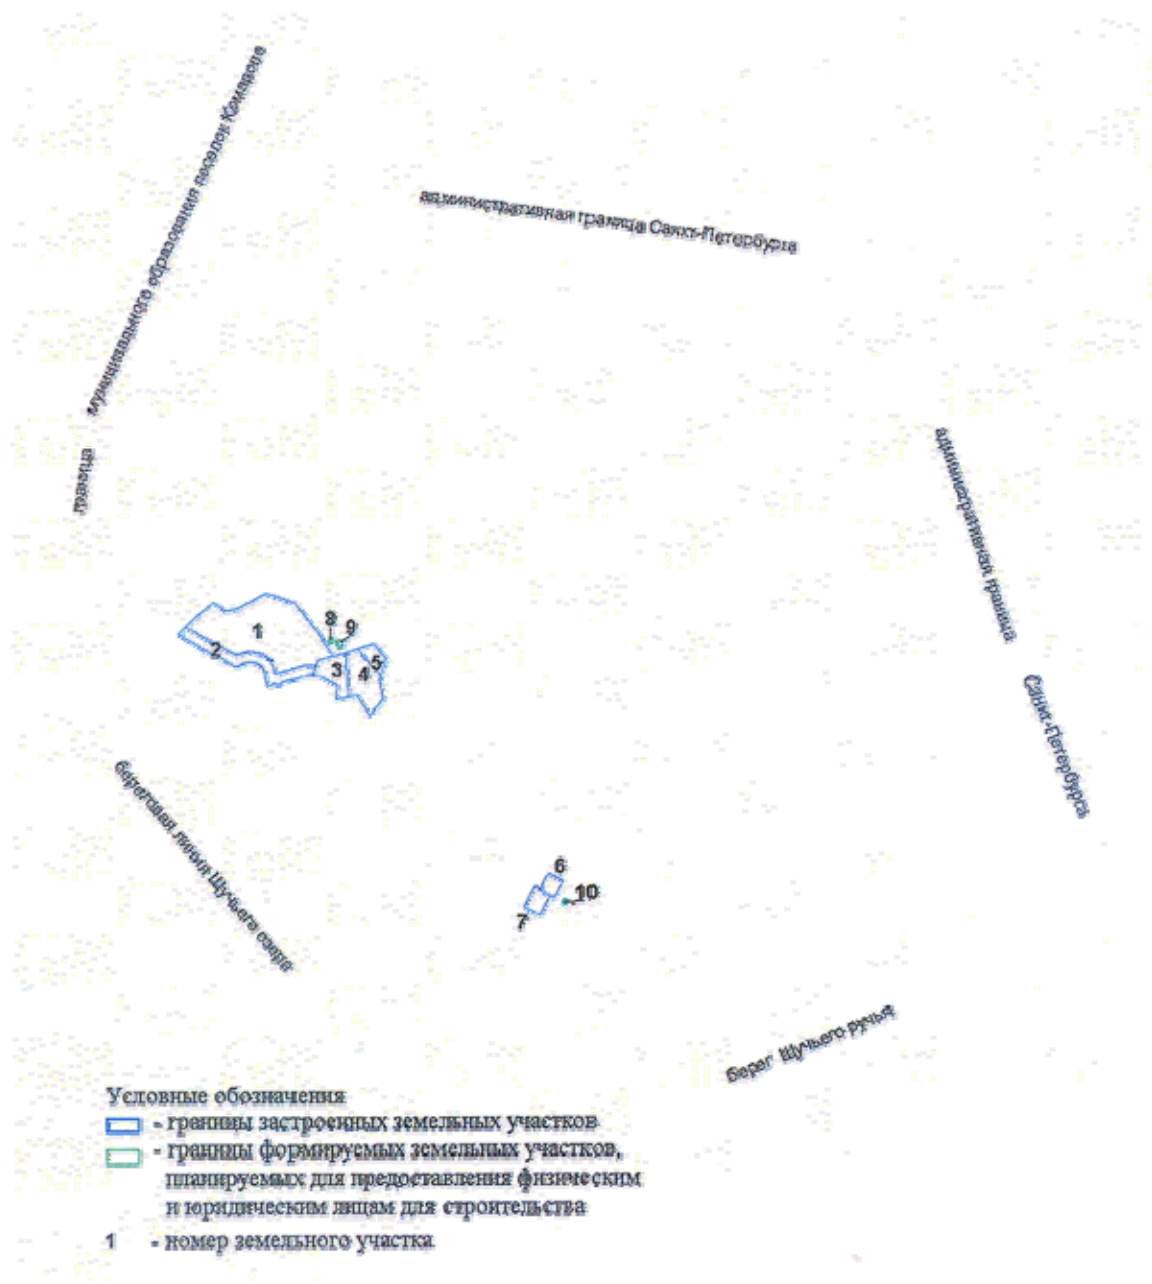 муниципального образования поселок Комарово
административная граница Санкт-Петербурга
граница
административная граница
Санкт-Петербурга
1
2
3
4
5
8
9
береговая линия Щучьего озера
6
7
10
берег Щучьего ручья
Условные обозначения
- границы застроенных земельных участков
- границы формируемых земельных участков,
планируемых для предоставления физическим
и юридическим лицам для строительства
1 - номер земельного участка